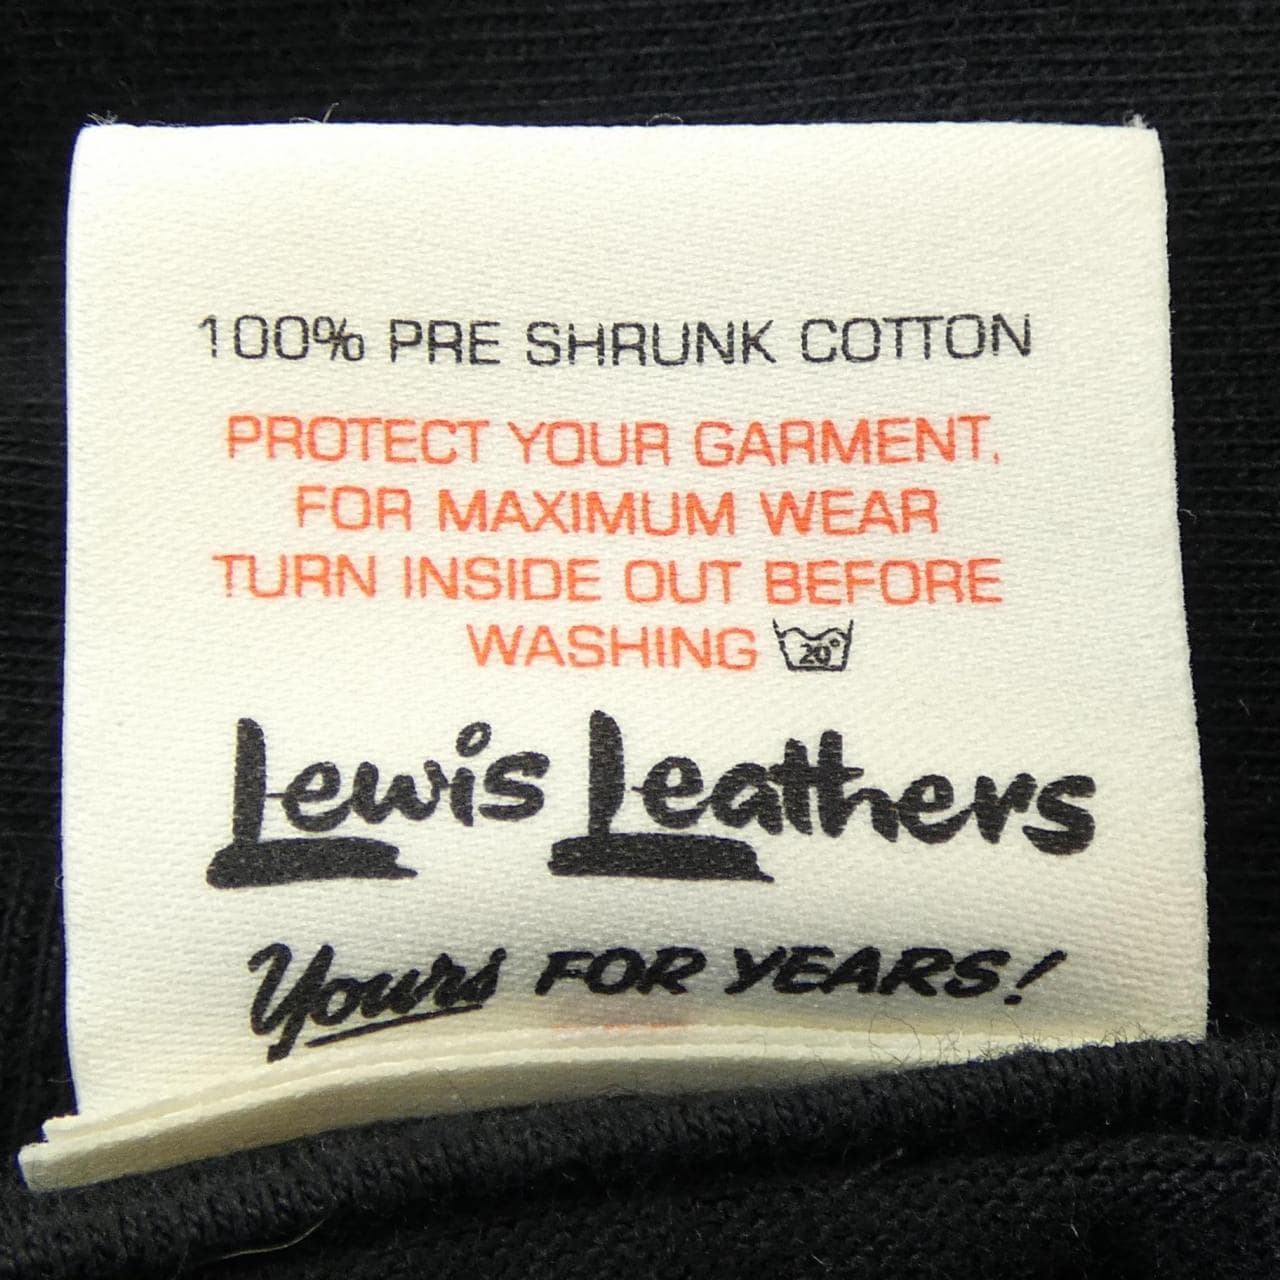 100% PRE SHRUNK COTTON
PROTECT YOUR GARMENT,
FOR MAXIMUM WEAR
TURN INSIDE OUT BEFORE
WASHING 20°
Lewis Leathers
Yours FOR YEARS!